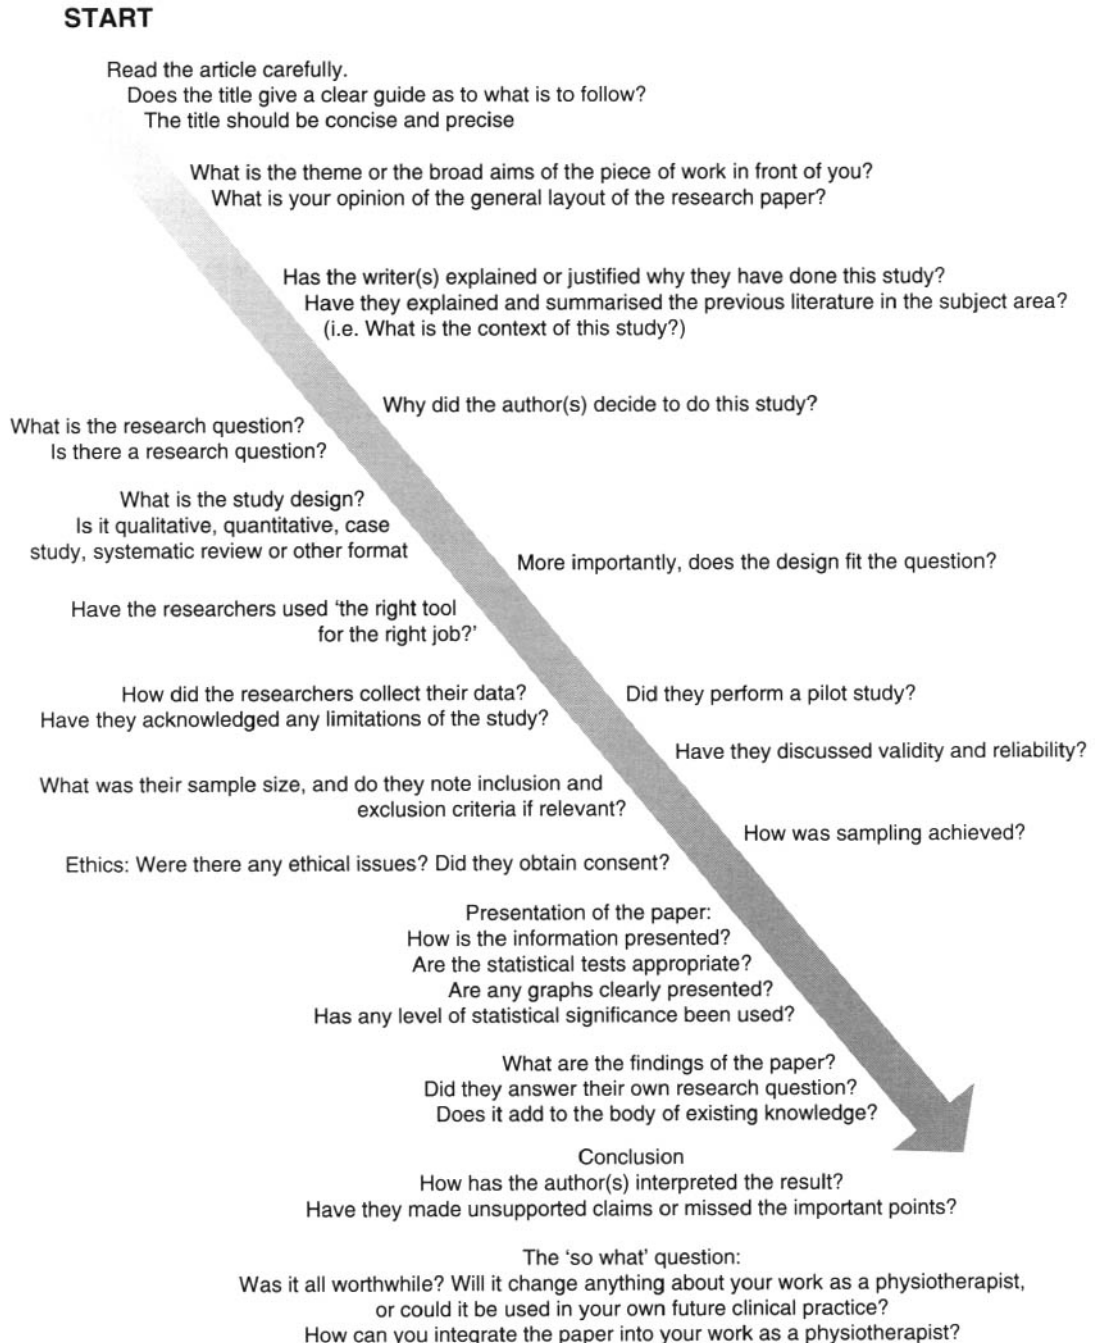 START
Read the article carefully.
Does the title give a clear guide as to what is to follow?
The title should be concise and precise
What is the theme or the broad aims of the piece of work in front of you?
What is your opinion of the general layout of the research paper?
Has the writer(s) explained or justified why they have done this study?
Have they explained and summarised the previous literature in the subject area?
(i.e. What is the context of this study?)
Why did the author(s) decide to do this study?
What is the research question?
Is there a research question?
What is the study design?
Is it qualitative, quantitative, case
study, systematic review or other format
More importantly, does the design fit the question?
Have the researchers used ‘the right tool
for the right job?’
How did the researchers collect their data?
Have they acknowledged any limitations of the study?
Did they perform a pilot study?
Have they discussed validity and reliability?
What was their sample size, and do they note inclusion and
exclusion criteria if relevant?
How was sampling achieved?
Ethics: Were there any ethical issues? Did they obtain consent?
Presentation of the paper:
How is the information presented?
Are the statistical tests appropriate?
Are any graphs clearly presented?
Has any level of statistical significance been used?
What are the findings of the paper?
Did they answer their own research question?
Does it add to the body of existing knowledge?
Conclusion
How has the author(s) interpreted the result?
Have they made unsupported claims or missed the important points?
The ‘so what’ question:
Was it all worthwhile? Will it change anything about your work as a physiotherapist,
or could it be used in your own future clinical practice?
How can you integrate the paper into your work as a physiotherapist?